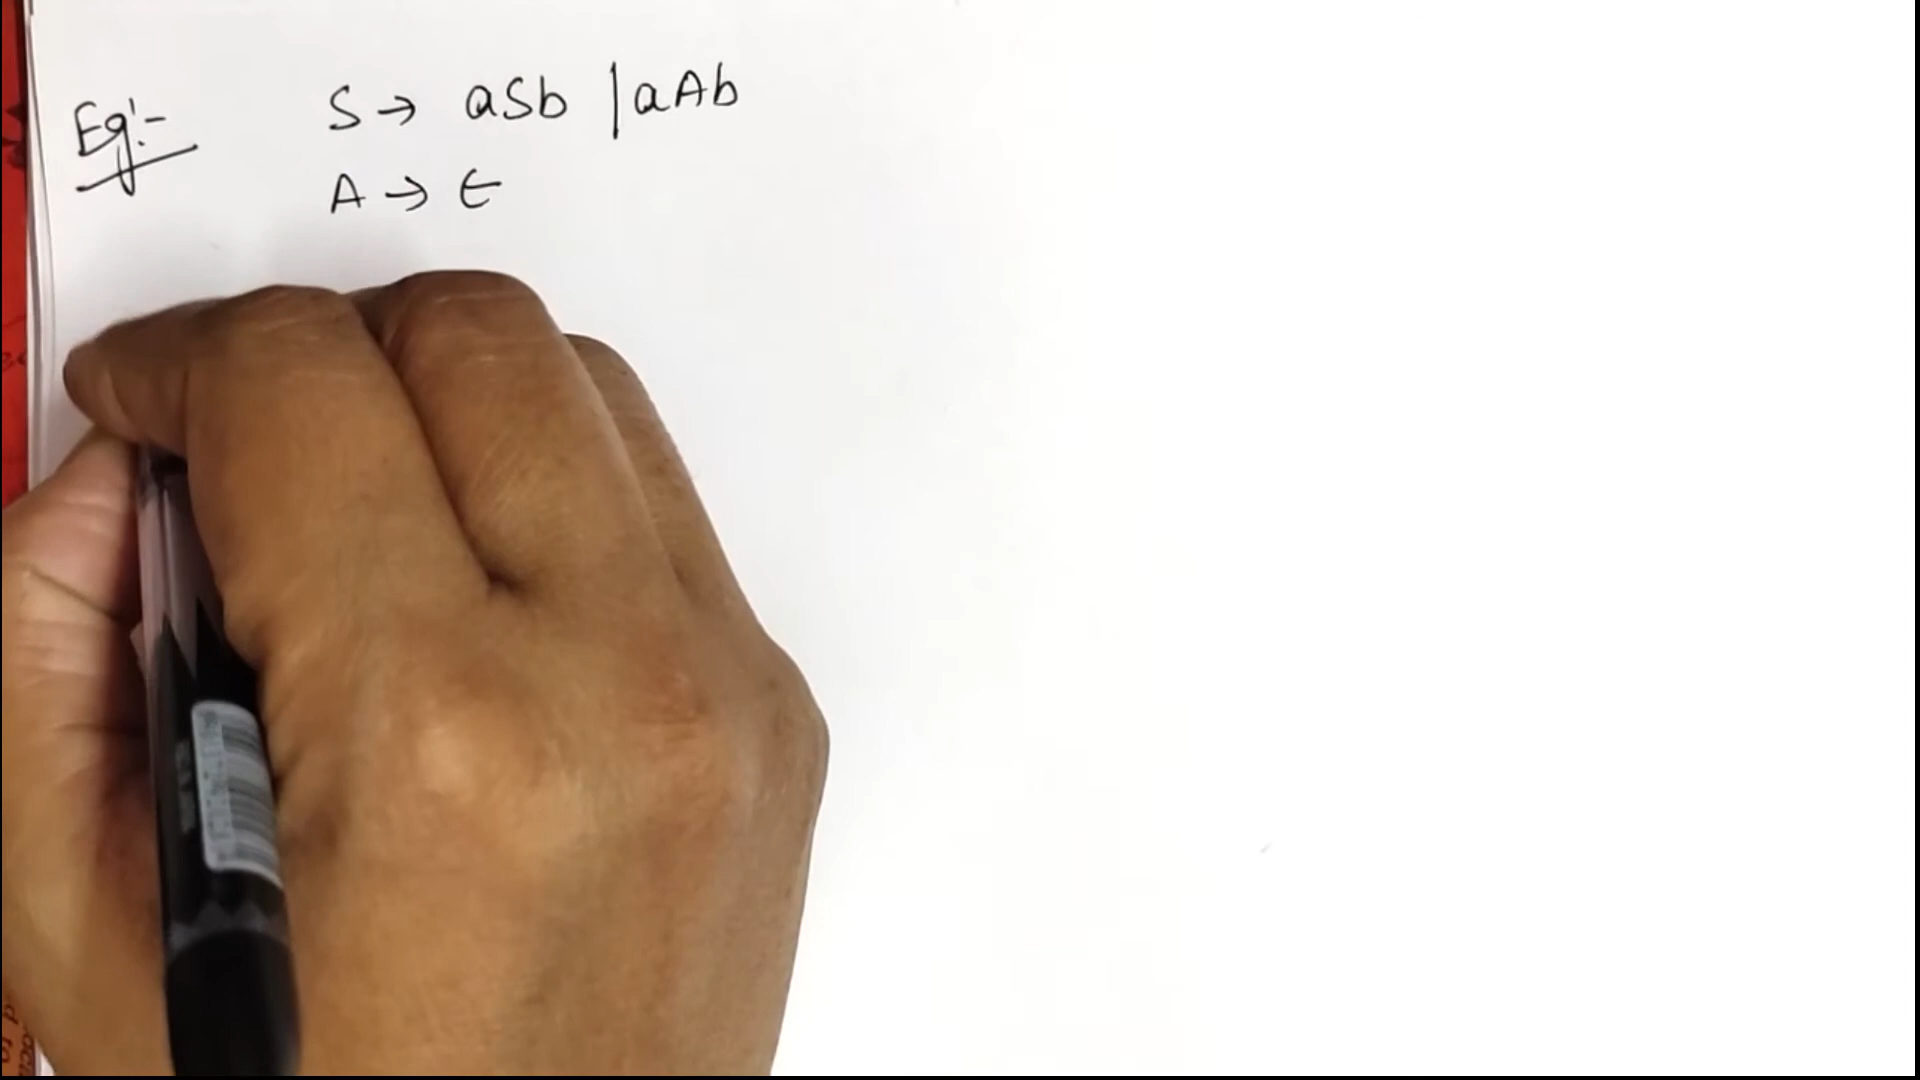 Eg:- S → aSb | aAb
A → ϵ